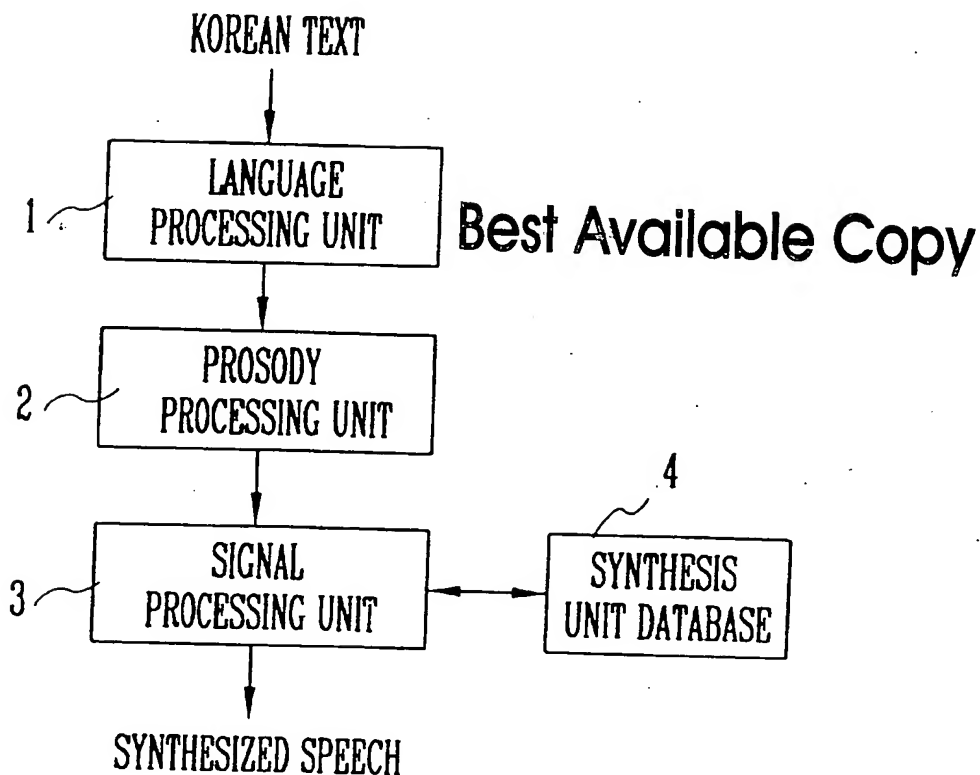 KOREAN TEXT
LANGUAGE
PROCESSING UNIT
1
Best Available Copy
PROSODY
PROCESSING UNIT
2
4
SIGNAL
PROCESSING UNIT
3
SYNTHESIS
UNIT DATABASE
SYNTHESIZED SPEECH